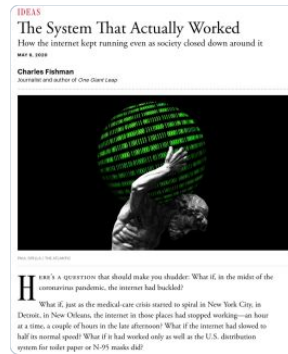 IDEAS
The System That Actually Worked
How the internet kept running even as society closed down around it
MAY 6, 2020
Charles Fishman
Journalist and author of One Giant Leap
PAUL SPELLA / THE ATLANTIC
HERE'S A QUESTION that should make you shudder: What if, in the midst of the
coronavirus pandemic, the internet had buckled?
What if, just as the medical-care crisis started to spiral in New York City, in
Detroit, in New Orleans, the internet in those places had stopped working—an hour
at a time, a couple of hours in the late afternoon? What if the internet had slowed to
half its normal speed? What if it had worked only as well as the U.S. distribution
system for toilet paper or N-95 masks did?